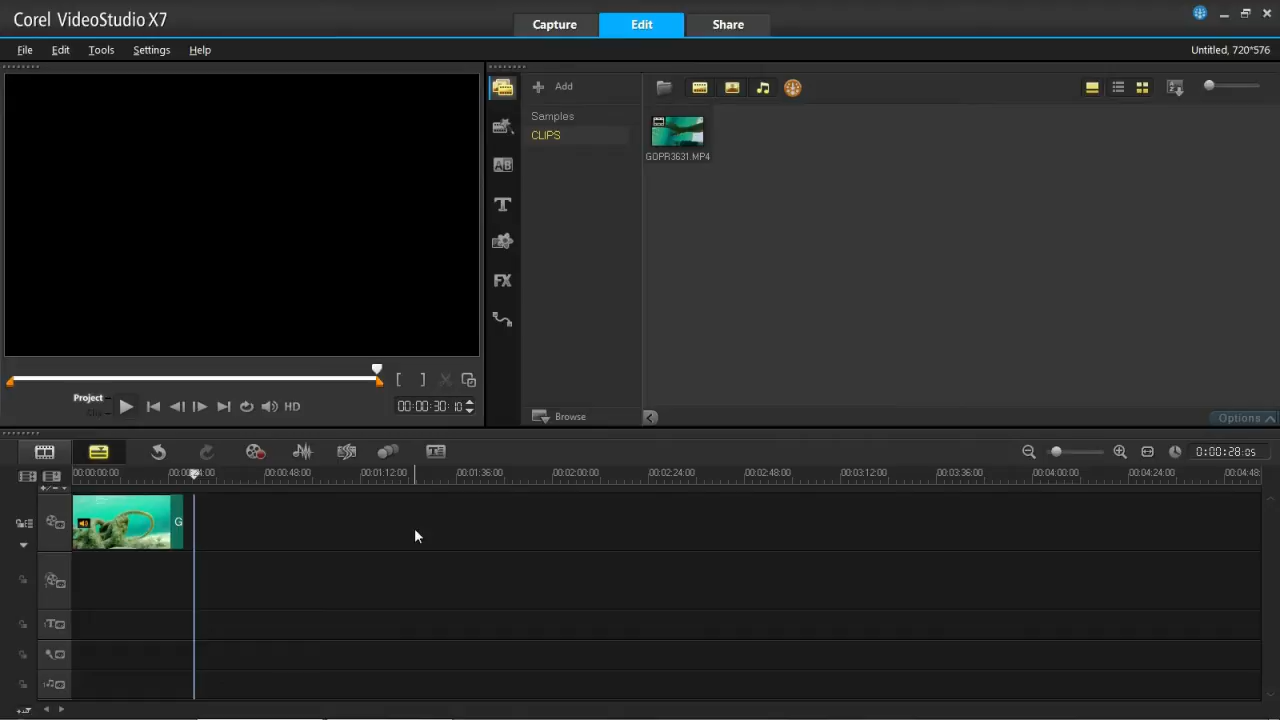 Corel VideoStudio X7
Capture
Edit
Share
File
Edit
Tools
Settings
Help
Untitled, 720*576
Add
Samples
CLIPS
GOPR3631.MP4
AB
T
FX
Browse
Options
Project
Clip
HD
00:00:30:10
0:00:28:05
00:00:00:00
00:00:48:00
00:01:12:00
00:01:36:00
00:02:00:00
00:02:24:00
00:02:48:00
00:03:12:00
00:03:36:00
00:04:00:00
00:04:24:00
00:04:48:
G